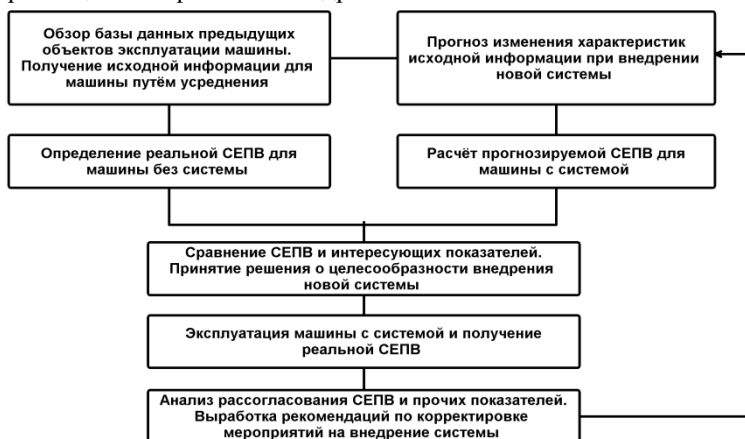 Обзор базы данных предыдущих
объектов эксплуатации машины.
Получение исходной информации для
машины путём усреднения
Прогноз изменения характеристик
исходной информации при внедрении
новой системы
Определение реальной СЕПВ для
машины без системы
Расчёт прогнозируемой СЕПВ для
машины с системой
Сравнение СЕПВ и интересующих показателей.
Принятие решения о целесообразности внедрения
новой системы
Эксплуатация машины с системой и получение
реальной СЕПВ
Анализ рассогласования СЕПВ и прочих показателей.
Выработка рекомендаций по корректировке
мероприятий на внедрение системы